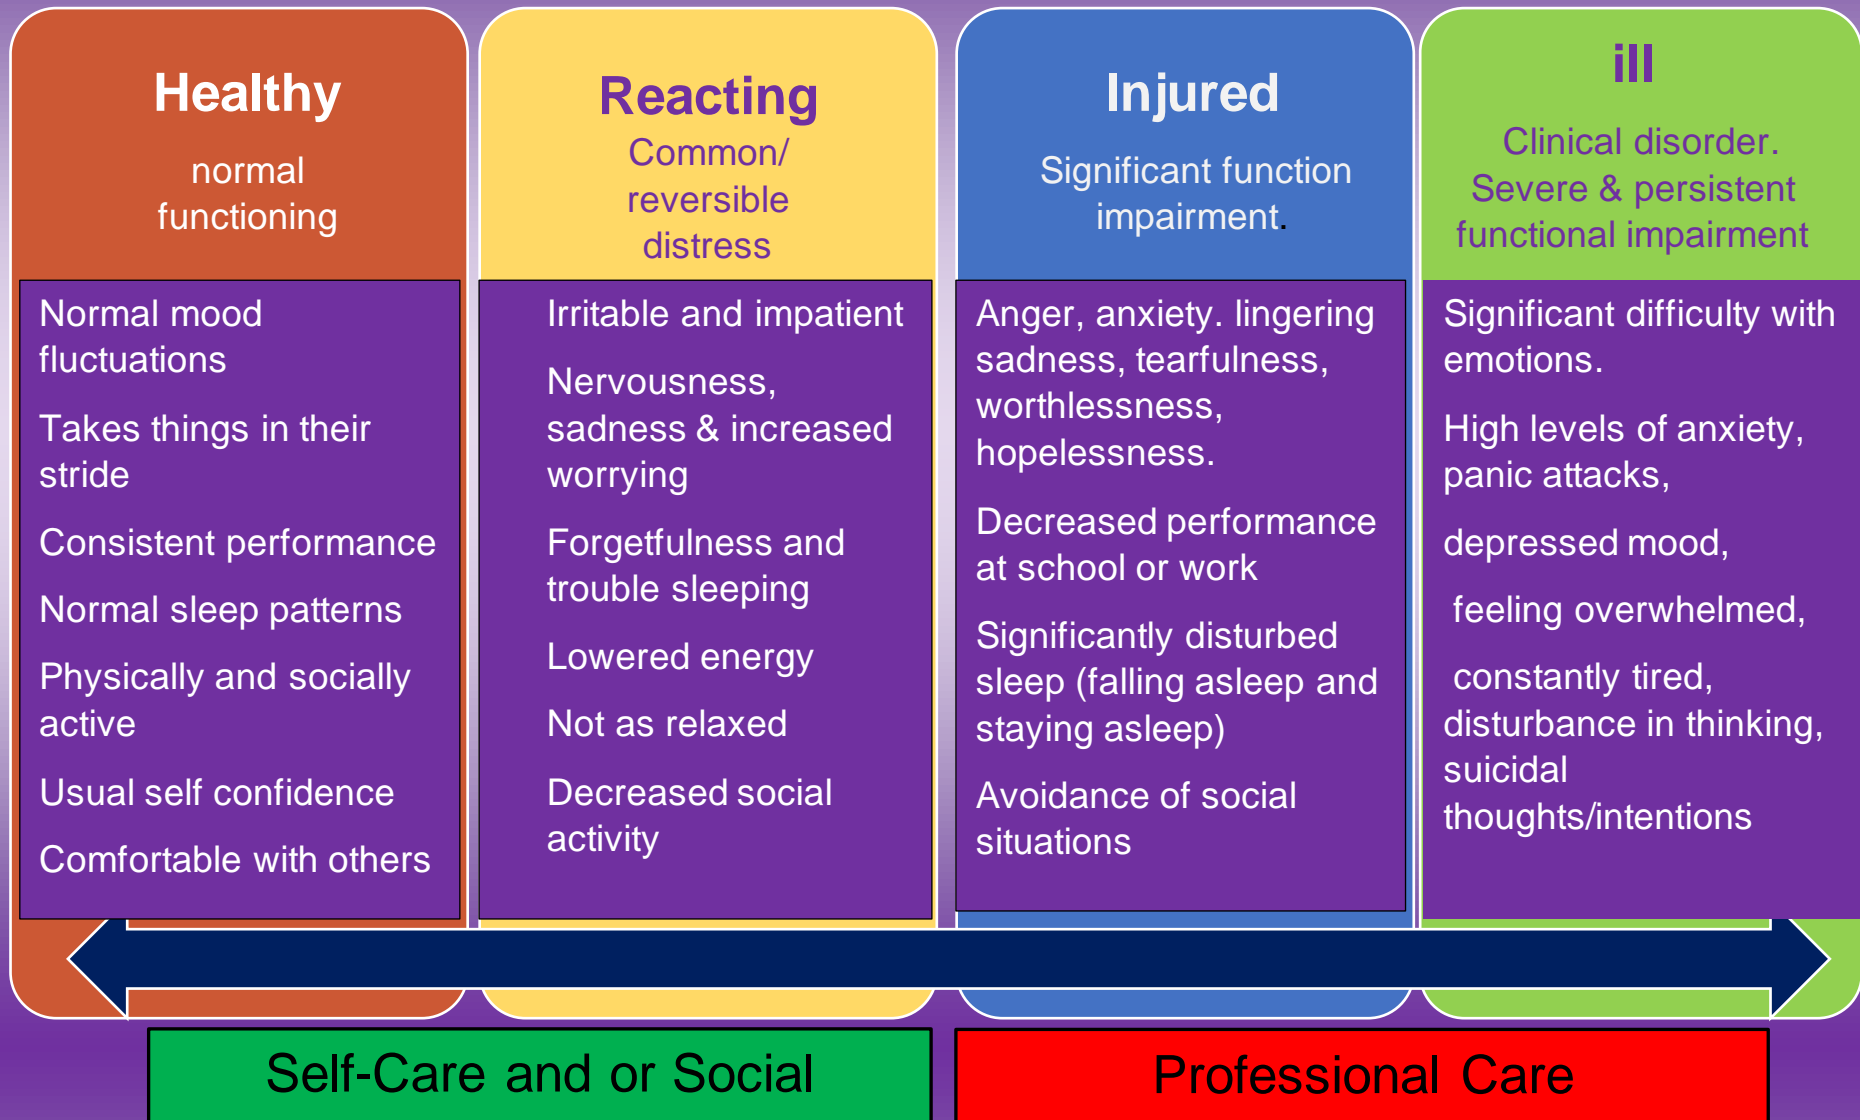 Healthy
normal
functioning
Normal mood
fluctuations
Takes things in their
stride
Consistent performance
Normal sleep patterns
Physically and socially
active
Usual self confidence
Comfortable with others
Reacting
Common/
reversible
distress
Irritable and impatient
Nervousness,
sadness & increased
worrying
Forgetfulness and
trouble sleeping
Lowered energy
Not as relaxed
Decreased social
activity
Injured
Significant function
impairment.
Anger, anxiety. lingering
sadness, tearfulness,
worthlessness,
hopelessness.
Decreased performance
at school or work
Significantly disturbed
sleep (falling asleep and
staying asleep)
Avoidance of social
situations
ill
Clinical disorder.
Severe & persistent
functional impairment
Significant difficulty with
emotions.
High levels of anxiety,
panic attacks,
depressed mood,
feeling overwhelmed,
constantly tired,
disturbance in thinking,
suicidal
thoughts/intentions
Self-Care and or Social
Professional Care